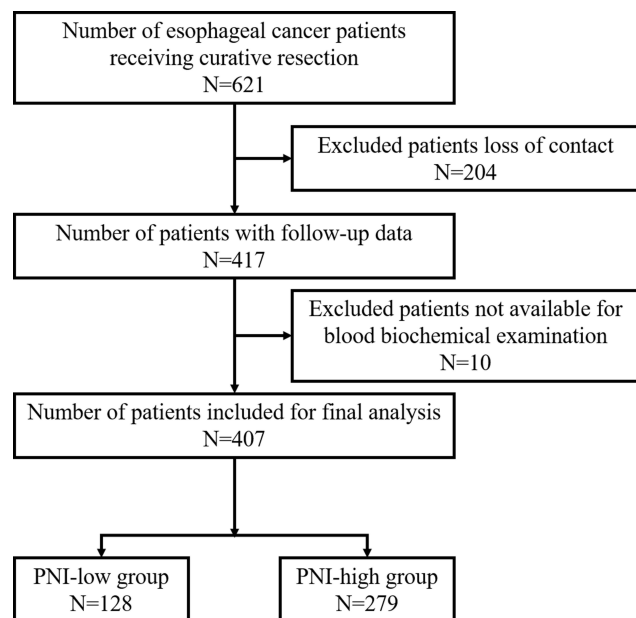 Number of esophageal cancer patients
receiving curative resection
N=621
Excluded patients loss of contact
N=204
Number of patients with follow-up data
N=417
Excluded patients not available for
blood biochemical examination
N=10
Number of patients included for final analysis
N=407
PNI-low group
N=128
PNI-high group
N=279